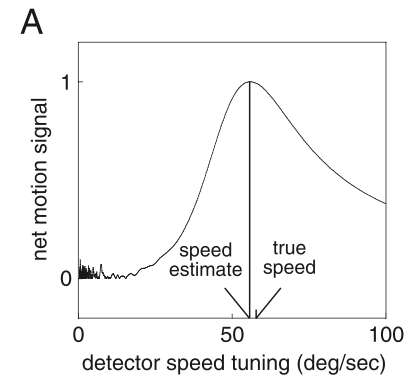 A
net motion signal
1
0
speed
estimate
true
speed
0
50
100
detector speed tuning (deg/sec)